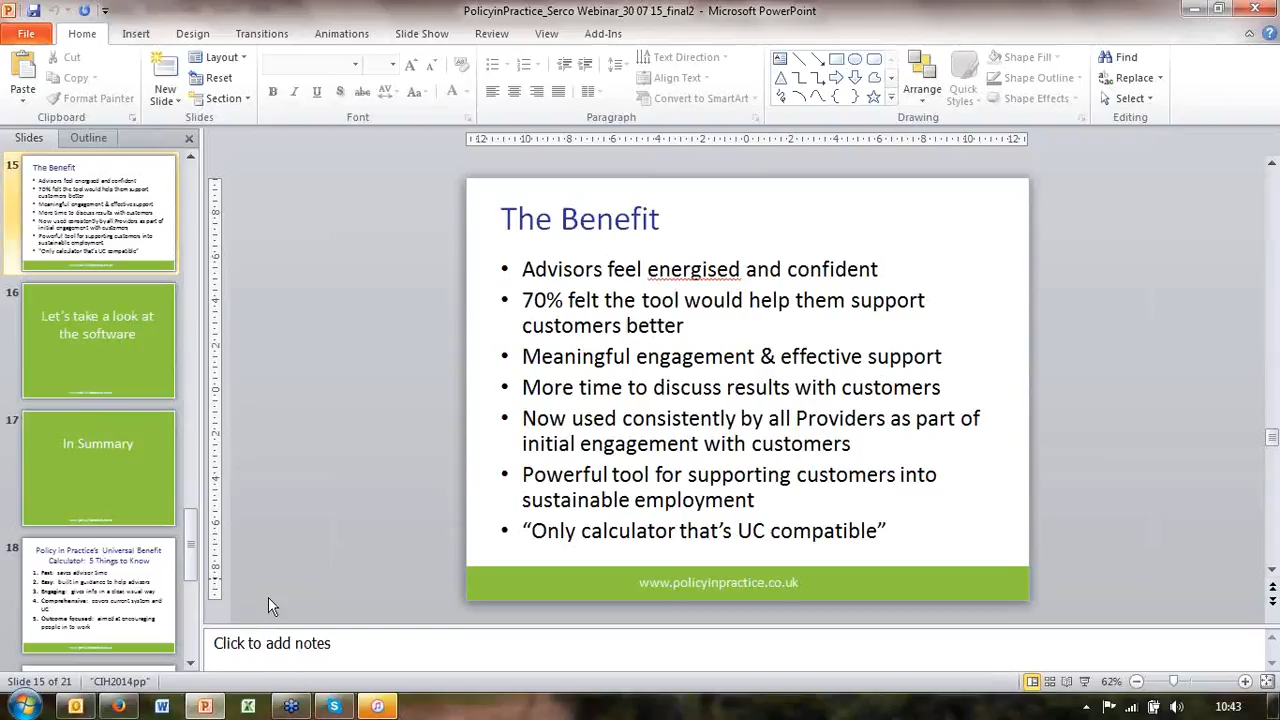 PolicyinPractice_Serco Webinar_30 07 15_final2 - Microsoft PowerPoint
File Home Insert Design Transitions Animations Slide Show Review View Add-Ins
Paste
Cut
Copy
Format Painter
Clipboard
New
Slide
Layout
Reset
Section
Slides
Font
Text Direction
Align Text
Convert to SmartArt
Paragraph
Arrange
Quick
Styles
Shape Fill
Shape Outline
Shape Effects
Drawing
Find
Replace
Select
Editing
Slides Outline
15
The Benefit
• Advisors feel energised and confident
• 70% felt the tool would help them support
customers better
• Meaningful engagement & effective support
• More time to discuss results with customers
• Now used consistently by all Providers as part of
initial engagement with customers
• Powerful tool for supporting customers into
sustainable employment
• "Only calculator that's UC compatible"
16
Let's take a look at
the software
17
In Summary
18
Policy in Practice's Universal Benefit
Calculator: 5 Things to Know
1. Fast: saves advisor time
2. Easy: built in guidance to help advisors
3. Engaging: gives info in a clear, visual way
4. Comprehensive: covers current system and
UC
5. Outcome focused: aimed at encouraging
people in to work
The Benefit
• Advisors feel energised and confident
• 70% felt the tool would help them support
customers better
• Meaningful engagement & effective support
• More time to discuss results with customers
• Now used consistently by all Providers as part of
initial engagement with customers
• Powerful tool for supporting customers into
sustainable employment
• “Only calculator that’s UC compatible”
www.policyinpractice.co.uk
Click to add notes
Slide 15 of 21 "CIH2014pp" 62%
10:43